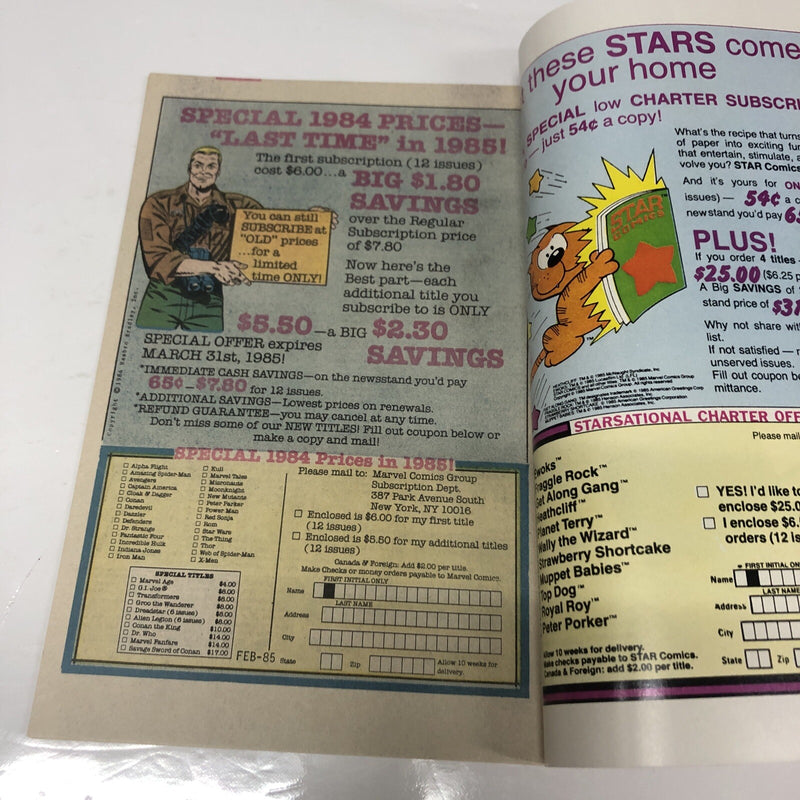 SPECIAL 1984 PRICES—
"LAST TIME" in 1985!
The first subscription (12 issues)
cost $6.00...a BIG $1.80
SAVINGS
over the Regular
Subscription price
of $7.80
You can still
SUBSCRIBE at
"OLD" prices
...for a
limited
time ONLY!
Now here's the
Best part—each
additional title you
subscribe to is ONLY
$5.50—a BIG $2.30
SAVINGS
SPECIAL OFFER expires
MARCH 31st, 1985!
*IMMEDIATE CASH SAVINGS—on the newsstand you'd pay
65¢—$7.80 for 12 issues.
*ADDITIONAL SAVINGS—Lowest prices on renewals.
*REFUND GUARANTEE—you may cancel at any time.
Don't miss some of our NEW TITLES! Fill out coupon below or
make a copy and mail!
Copyright © 1984 Hasbro Bradley, Inc.
SPECIAL 1984 Prices in 1985!
Alpha Flight
Amazing Spider-Man
Avengers
Captain America
Cloak & Dagger
Conan
Daredevil
Dazzler
Defenders
Dr. Strange
Fantastic Four
Incredible Hulk
Indiana Jones
Iron Man
Kull
Marvel Tales
Micronauts
Moonknight
New Mutants
Peter Parker
Power Man
Red Sonja
Rom
Star Wars
The Thing
Thor
Web of Spider-Man
X-Men
SPECIAL TITLES
Marvel Age $4.00
G.I. Joe® $6.00
Transformers $8.00
Groo the Wanderer $8.00
Dreadstar (6 issues) $8.00
Alien Legion (6 issues) $8.00
Conan the King $10.00
Dr. Who $14.00
Marvel Fanfare $14.00
Savage Sword of Conan $17.00
FEB-85
Please mail to: Marvel Comics Group
Subscription Dept.
387 Park Avenue South
New York, NY 10016
Enclosed is $6.00 for my first title
(12 issues)
Enclosed is $5.50 for my additional titles
(12 issues)
Canada & Foreign: Add $2.00 per title.
Make Checks or money orders payable to Marvel Comics.
FIRST INITIAL ONLY
Name
LAST NAME
Address
City
State Zip Allow 10 weeks for
delivery.
these STARS come
your home
SPECIAL low CHARTER SUBSCRI
—just 54¢ a copy!
What's the recipe that turns
of paper into exciting fun
that entertain, stimulate,
volve you? STAR Comics
And it's yours for ON
issues)— 54¢ a c
newsstand you'd pay 65
STAR
COMICS
PLUS!
If you order 4 titles
$25.00 ($6.25 p
A Big SAVINGS of
stand price of $31
Why not share with
list.
If not satisfied —
unserved issues.
Fill out coupon be
mittance.
STARSATIONAL CHARTER OFF
Please mail
Ewoks™
Fraggle Rock™
Get Along Gang™
Heathcliff™
Planet Terry™
Wally the Wizard™
Strawberry Shortcake
Muppet Babies™
Top Dog™
Royal Roy™
Peter Porker™
YES! I'd like to
enclose $25.0
I enclose $6.
orders (12 is
FIRST INITIAL ON
Name
LAST NAME
Address
City
State Zip
Allow 10 weeks for delivery.
Make checks payable to STAR Comics.
Canada & Foreign: add $2.00 per title.